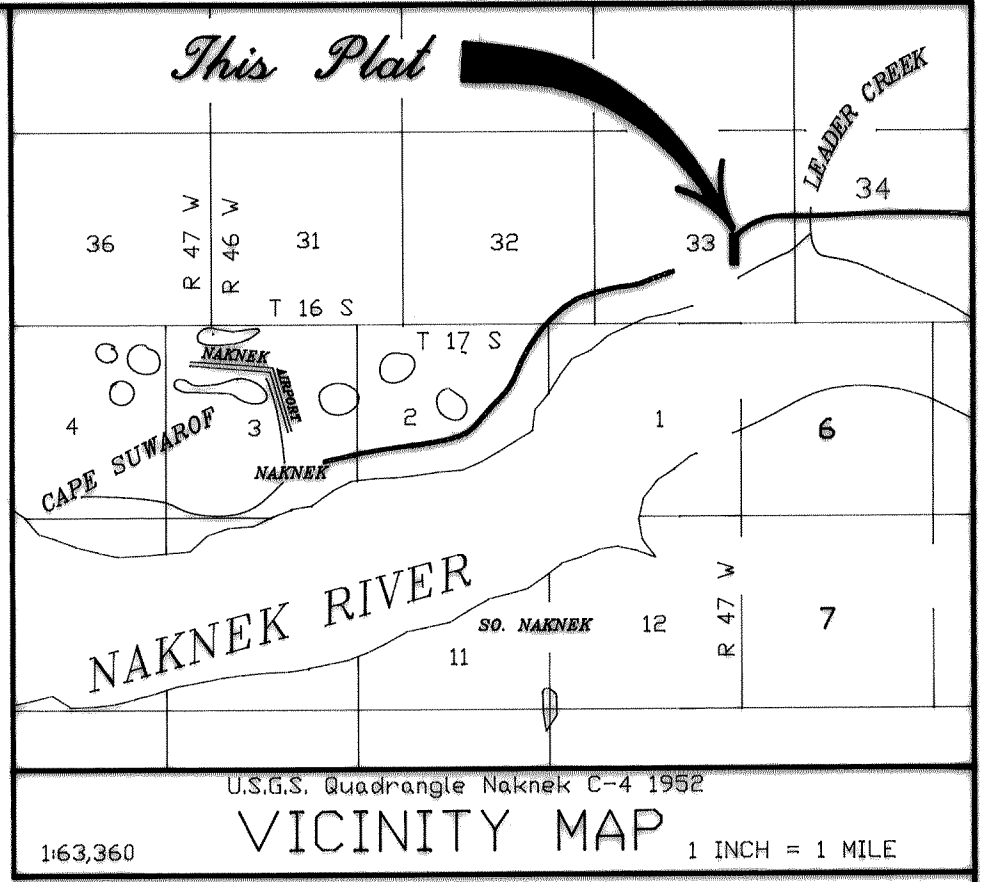 This Plat
LEADER CREEK
34
36
R 47 W
R 46 W
31
32
33
T 16 S
T 17 S
NAKNEK
AIRPORT
4
CAPE SUWAROF
3
2
1
6
NAKNEK
NAKNEK RIVER
SO. NAKNEK
11
12
R 47 W
7
U.S.G.S. Quadrangle Naknek C-4 1952
VICINITY MAP
1:63,360
1 INCH = 1 MILE